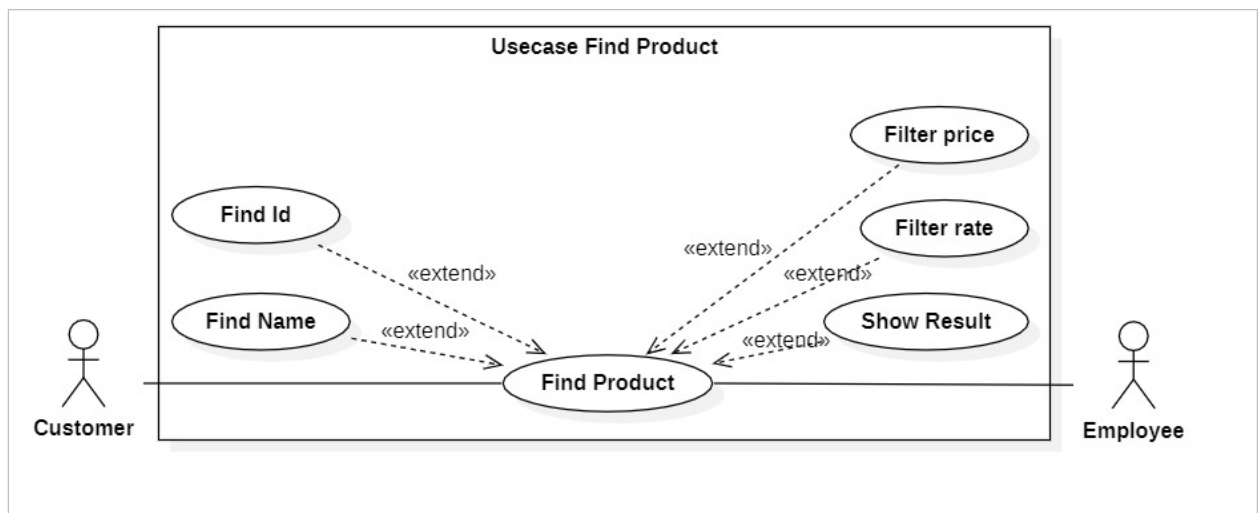 Usecase Find Product
Filter price
Find Id
Filter rate
«extend»
«extend»
«extend»
Find Name
Show Result
«extend»
«extend»
Find Product
Customer
Employee